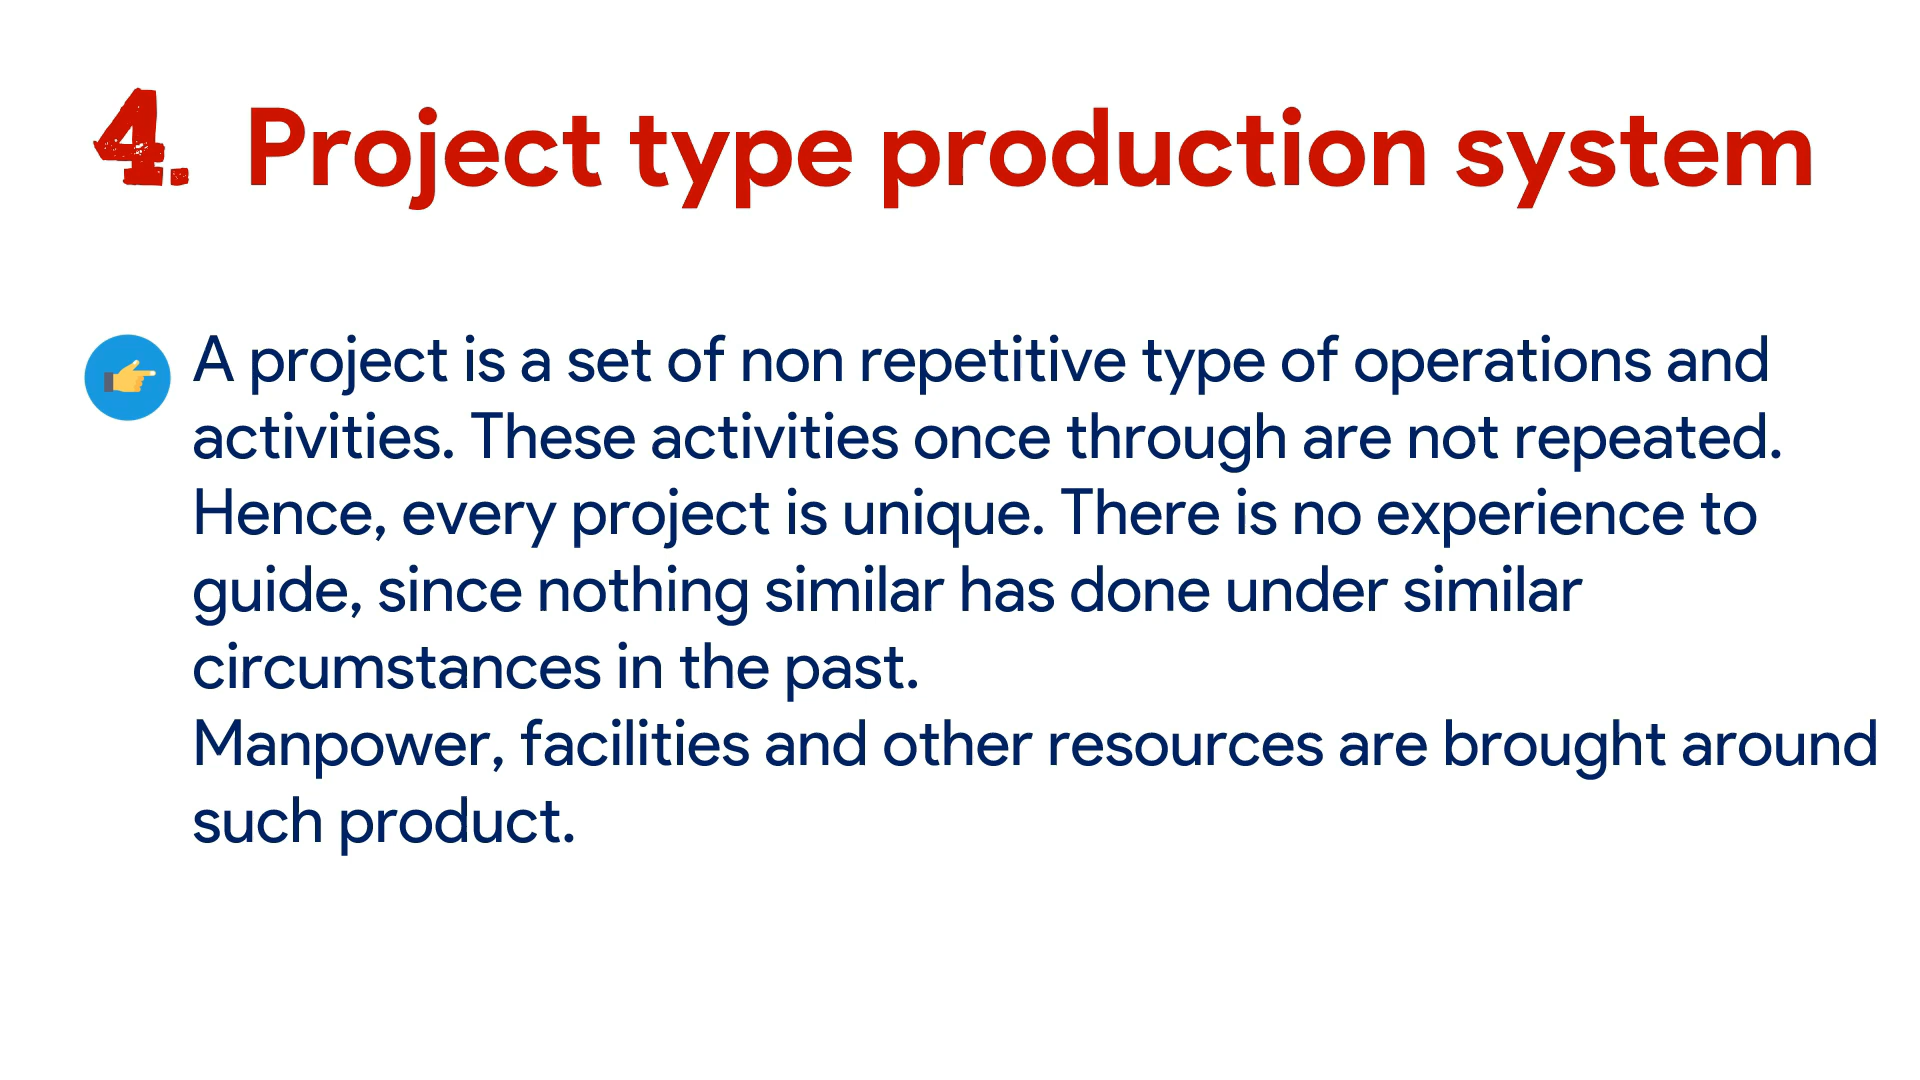 4. Project type production system
A project is a set of non repetitive type of operations and
activities. These activities once through are not repeated.
Hence, every project is unique. There is no experience to
guide, since nothing similar has done under similar
circumstances in the past.
Manpower, facilities and other resources are brought around
such product.